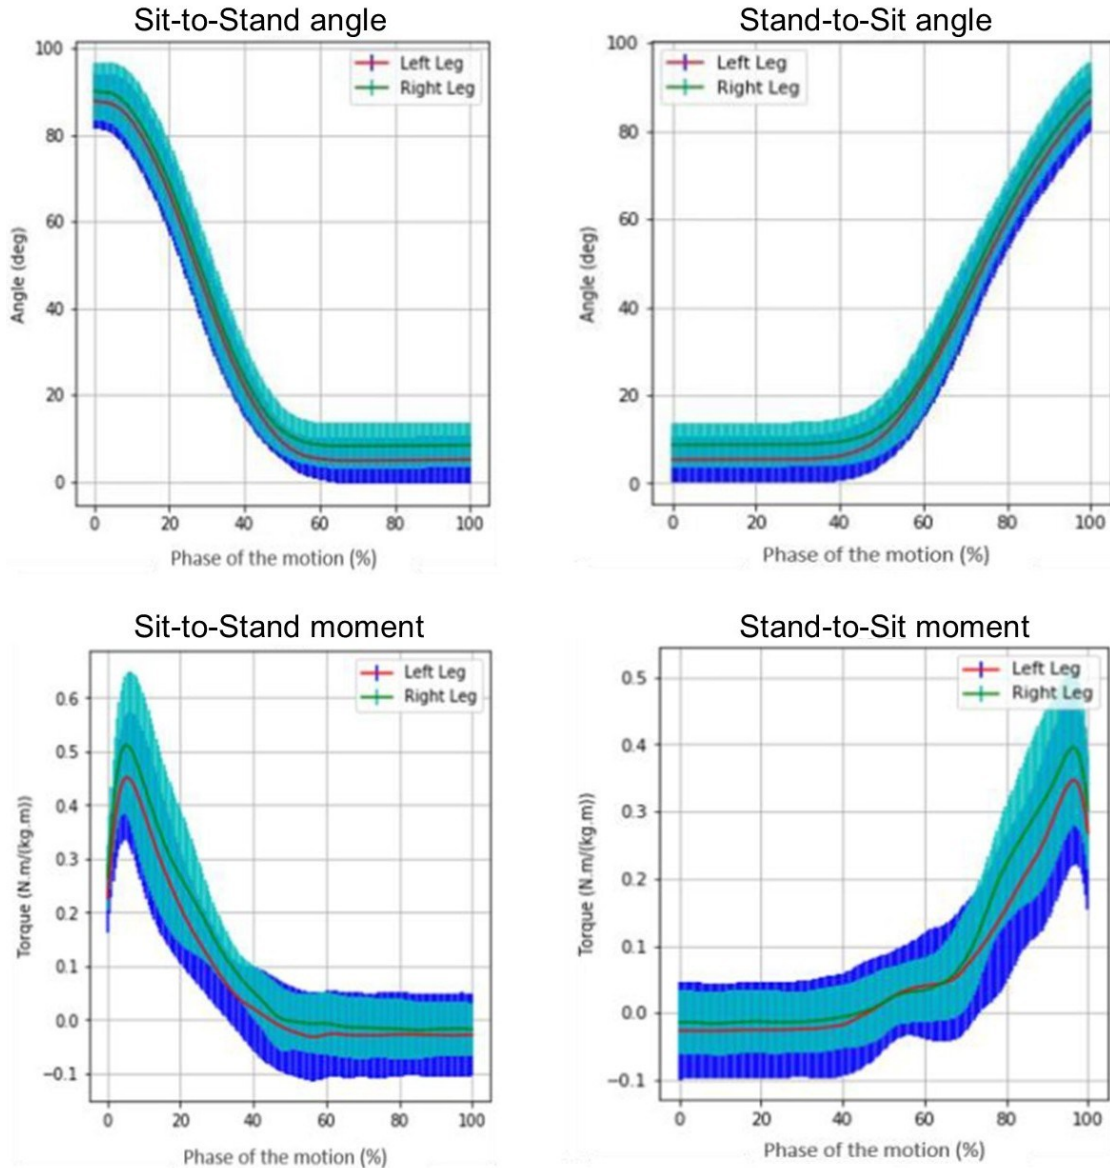 Sit-to-Stand angle
100
80
60
40
20
0
Angle (deg)
Left Leg
Right Leg
0 20 40 60 80 100
Phase of the motion (%)
Stand-to-Sit angle
100
80
60
40
20
0
Angle (deg)
Left Leg
Right Leg
0 20 40 60 80 100
Phase of the motion (%)
Sit-to-Stand moment
0.6
0.5
0.4
0.3
0.2
0.1
0.0
−0.1
Torque (N.m/(kg.m))
Left Leg
Right Leg
0 20 40 60 80 100
Phase of the motion (%)
Stand-to-Sit moment
0.5
0.4
0.3
0.2
0.1
0.0
−0.1
Torque (N.m/(kg.m))
Left Leg
Right Leg
0 20 40 60 80 100
Phase of the motion (%)